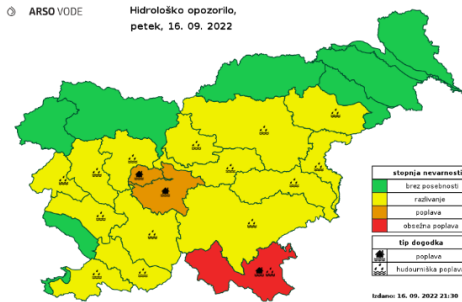 ARSO VODE
Hidrološko opozorilo,
petek, 16. 09. 2022
stopnja nevarnosti
brez posebnosti
razlivanje
poplava
obsežna poplava
tip dogodka
poplava
hudourniška poplava
Izdano: 16. 09. 2022 21:30